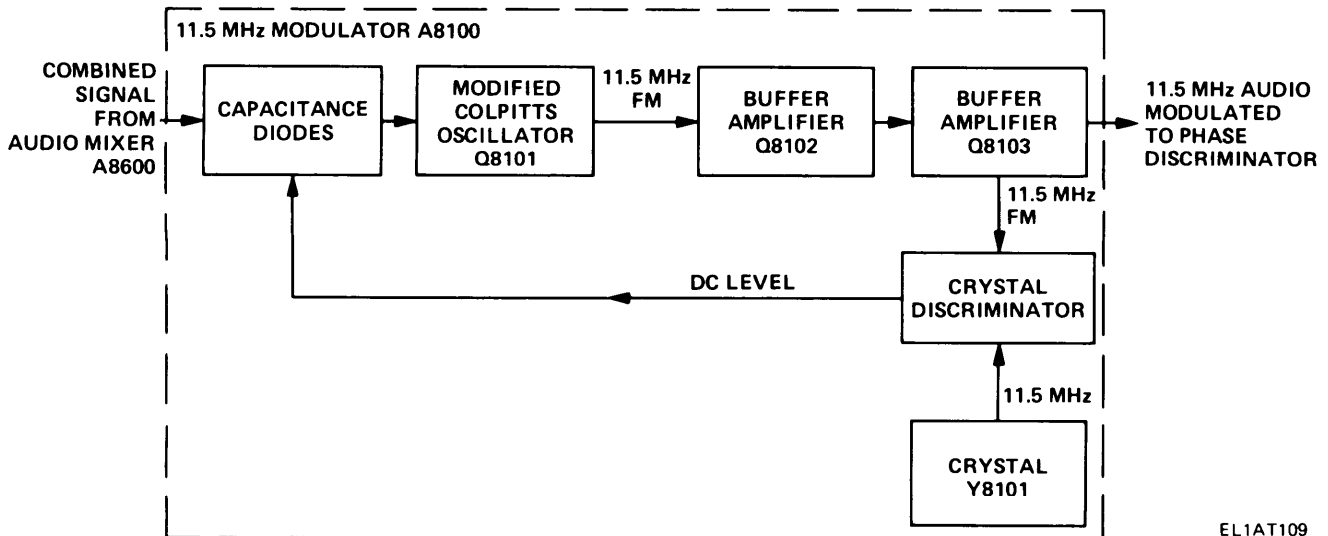 11.5 MHz MODULATOR A8100
COMBINED
SIGNAL
FROM
AUDIO MIXER
A8600
CAPACITANCE
DIODES
MODIFIED
COLPITTS
OSCILLATOR
Q8101
11.5 MHz
FM
BUFFER
AMPLIFIER
Q8102
BUFFER
AMPLIFIER
Q8103
11.5 MHz AUDIO
MODULATED
TO PHASE
DISCRIMINATOR
11.5 MHz
FM
DC LEVEL
CRYSTAL
DISCRIMINATOR
11.5 MHz
CRYSTAL
Y8101
EL1AT109